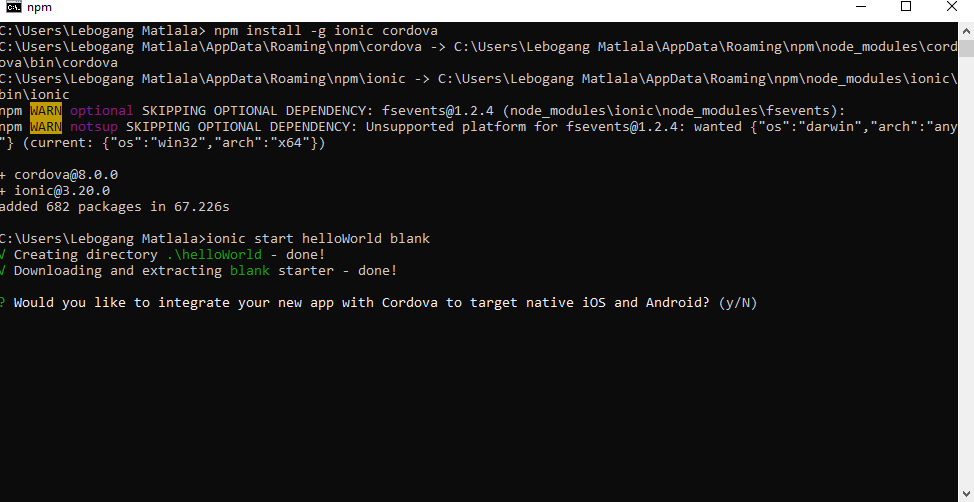 npm
C:\Users\Lebogang Matlala> npm install -g ionic cordova
C:\Users\Lebogang Matlala\AppData\Roaming\npm\cordova -> C:\Users\Lebogang Matlala\AppData\Roaming\npm\node_modules\cord
ova\bin\cordova
C:\Users\Lebogang Matlala\AppData\Roaming\npm\ionic -> C:\Users\Lebogang Matlala\AppData\Roaming\npm\node_modules\ionic\
bin\ionic
npm WARN optional SKIPPING OPTIONAL DEPENDENCY: fsevents@1.2.4 (node_modules\ionic\node_modules\fsevents):
npm WARN notsup SKIPPING OPTIONAL DEPENDENCY: Unsupported platform for fsevents@1.2.4: wanted {"os":"darwin","arch":"any
"} (current: {"os":"win32","arch":"x64"})
+ cordova@8.0.0
+ ionic@3.20.0
added 682 packages in 67.226s
C:\Users\Lebogang Matlala>ionic start helloWorld blank
√ Creating directory .\helloWorld - done!
√ Downloading and extracting blank starter - done!
? Would you like to integrate your new app with Cordova to target native iOS and Android? (y/N)